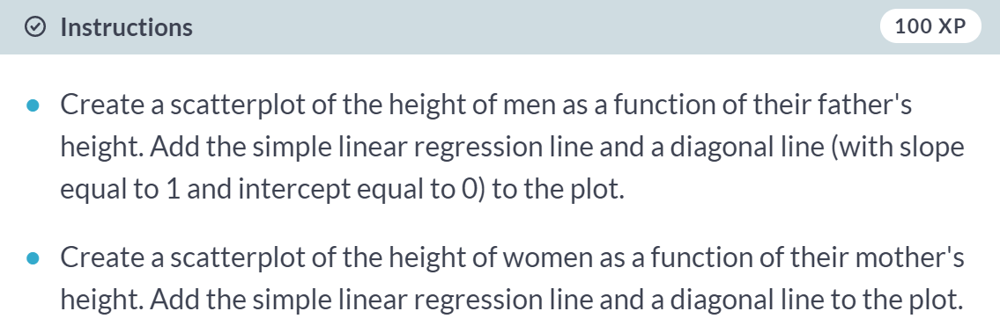 Instructions
100 XP
Create a scatterplot of the height of men as a function of their father's
height. Add the simple linear regression line and a diagonal line (with slope
equal to 1 and intercept equal to 0) to the plot.
Create a scatterplot of the height of women as a function of their mother's
height. Add the simple linear regression line and a diagonal line to the plot.